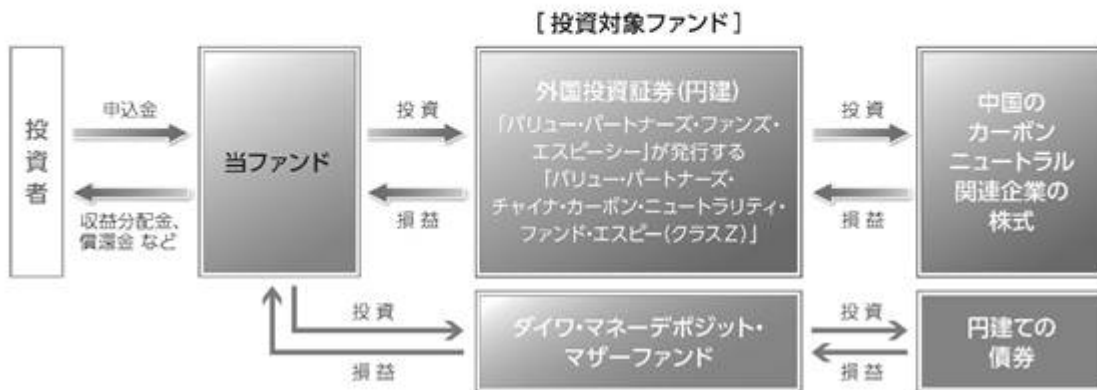 [投資対象ファンド]
投資者
申込金
収益分配金、
償還金 など
当ファンド
投資
損益
外国投資証券(円建)
「バリュー・パートナーズ・ファンズ・
エスピーシー」が発行する
「バリュー・パートナーズ・
チャイナ・カーボン・ニュートラリティ・
ファンド・エスピー(クラスZ)」
投資
損益
中国の
カーボン
ニュートラル
関連企業の
株式
投資
損益
ダイワ・マネーデポジット・
マザーファンド
投資
損益
円建ての
債券